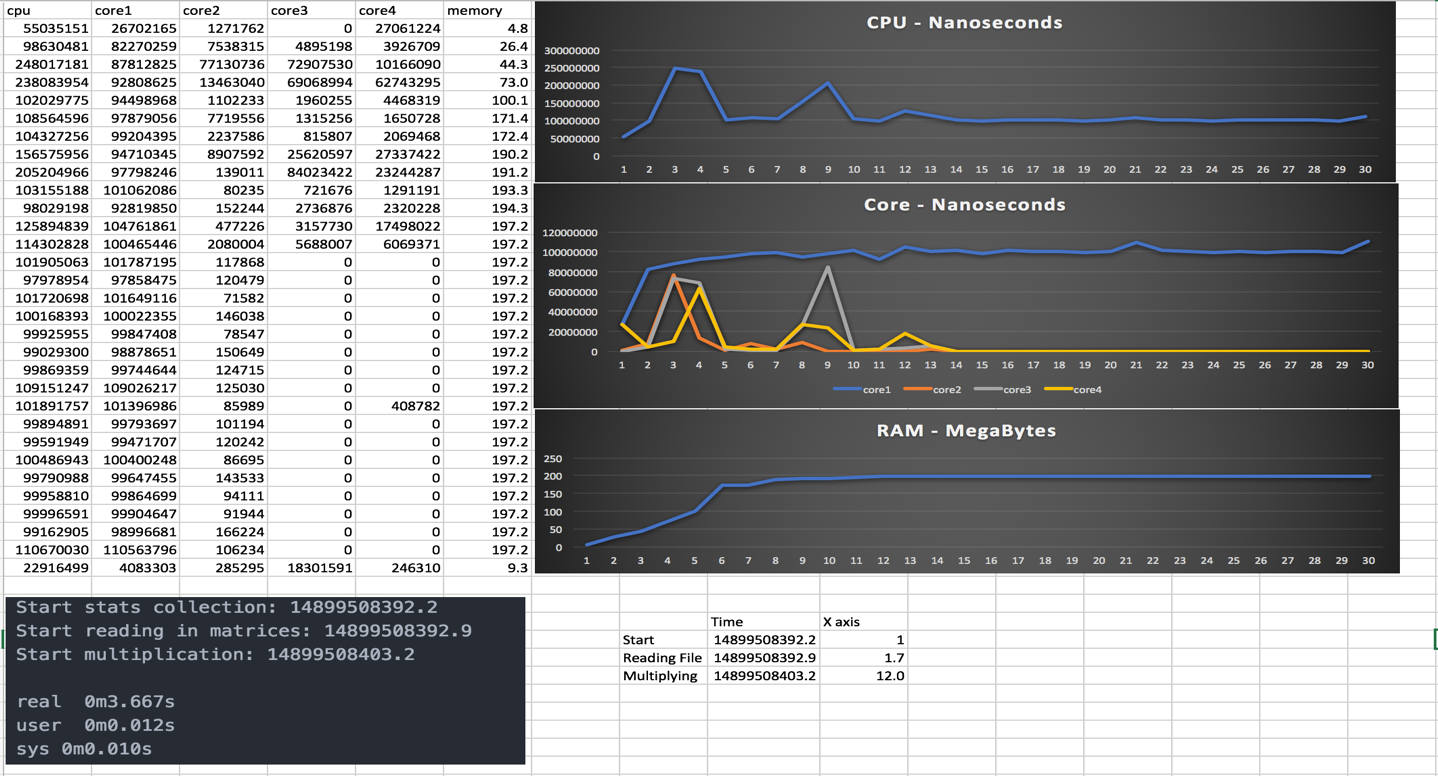 cpu core1 core2 core3 core4 memory
55035151 26702165 1271762 0 27061224 4.8
98630481 82270259 7538315 4895198 3926709 26.4
248017181 87812825 77130736 72907530 10166090 44.3
238083954 92808625 13463040 69068994 62743295 73.0
102029775 94498968 1102233 1960255 4468319 100.1
108564596 97879056 7719556 1315256 1650728 171.4
104327256 99204395 2237586 815807 2069468 172.4
156575956 94710345 8907592 25620597 27337422 190.2
205204966 97798246 139011 84023422 23244287 191.2
103155188 101062086 80235 721676 1291191 193.3
98029198 92819850 152244 2736876 2320228 194.3
125894839 104761861 477226 3157730 17498022 197.2
114302828 100465446 2080004 5688007 6069371 197.2
101905063 101787195 117868 0 0 197.2
97978954 97858475 120479 0 0 197.2
101720698 101649116 71582 0 0 197.2
100168393 100022355 146038 0 0 197.2
99925955 99847408 78547 0 0 197.2
99029300 98878651 150649 0 0 197.2
99869359 99744644 124715 0 0 197.2
109151247 109026217 125030 0 0 197.2
101891757 101396986 85989 0 408782 197.2
99894891 99793697 101194 0 0 197.2
99591949 99471707 120242 0 0 197.2
100486943 100400248 86695 0 0 197.2
99790988 99647455 143533 0 0 197.2
99958810 99864699 94111 0 0 197.2
99996591 99904647 91944 0 0 197.2
99162905 98996681 166224 0 0 197.2
110670030 110563796 106234 0 0 197.2
22916499 4083303 285295 18301591 246310 9.3
CPU - Nanoseconds
300000000
250000000
200000000
150000000
100000000
50000000
0
1 2 3 4 5 6 7 8 9 10 11 12 13 14 15 16 17 18 19 20 21 22 23 24 25 26 27 28 29 30
Core - Nanoseconds
120000000
100000000
80000000
60000000
40000000
20000000
0
1 2 3 4 5 6 7 8 9 10 11 12 13 14 15 16 17 18 19 20 21 22 23 24 25 26 27 28 29 30
core1 core2 core3 core4
RAM - MegaBytes
250
200
150
100
50
0
1 2 3 4 5 6 7 8 9 10 11 12 13 14 15 16 17 18 19 20 21 22 23 24 25 26 27 28 29 30
Start stats collection: 14899508392.2
Start reading in matrices: 14899508392.9
Start multiplication: 14899508403.2
real 0m3.667s
user 0m0.012s
sys 0m0.010s
Time X axis
Start 14899508392.2 1
Reading File 14899508392.9 1.7
Multiplying 14899508403.2 12.0